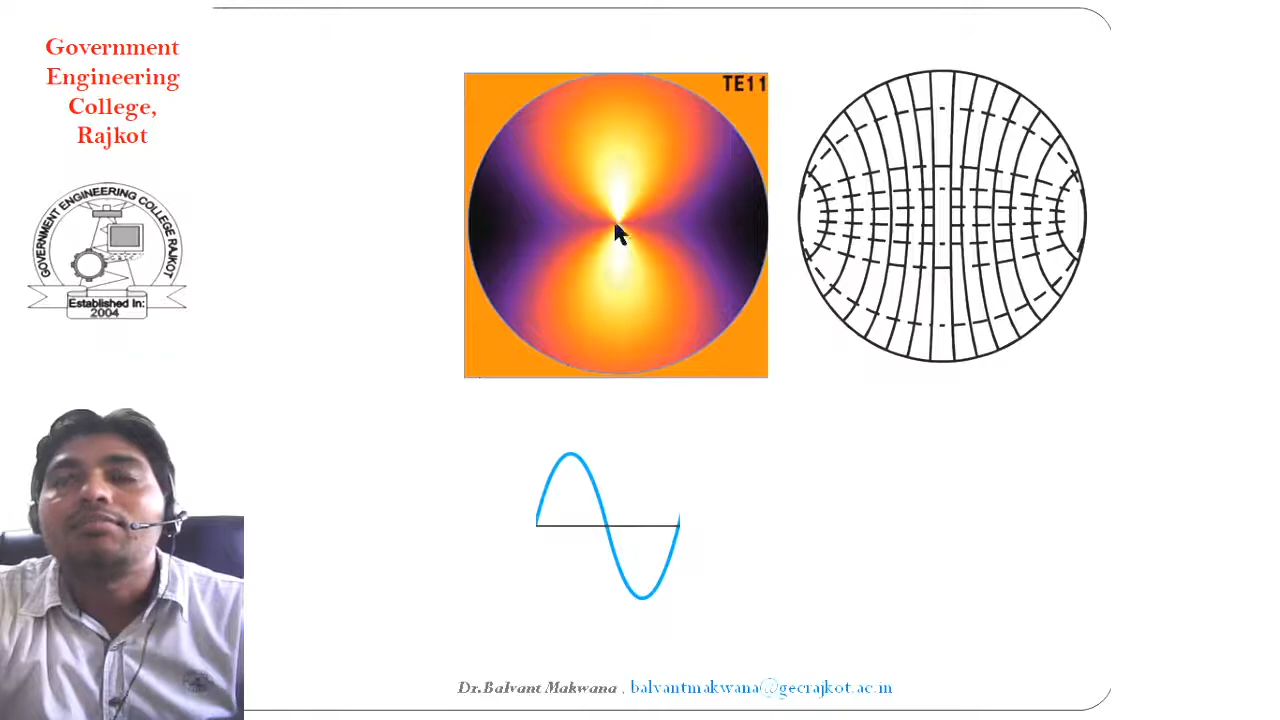 Government
Engineering
College,
Rajkot
GOVERNMENT ENGINEERING COLLEGE RAJKOT
Established In:
2004
TE11
Dr.Balvant Makwana , balvantmakwana@gecrajkot.ac.in